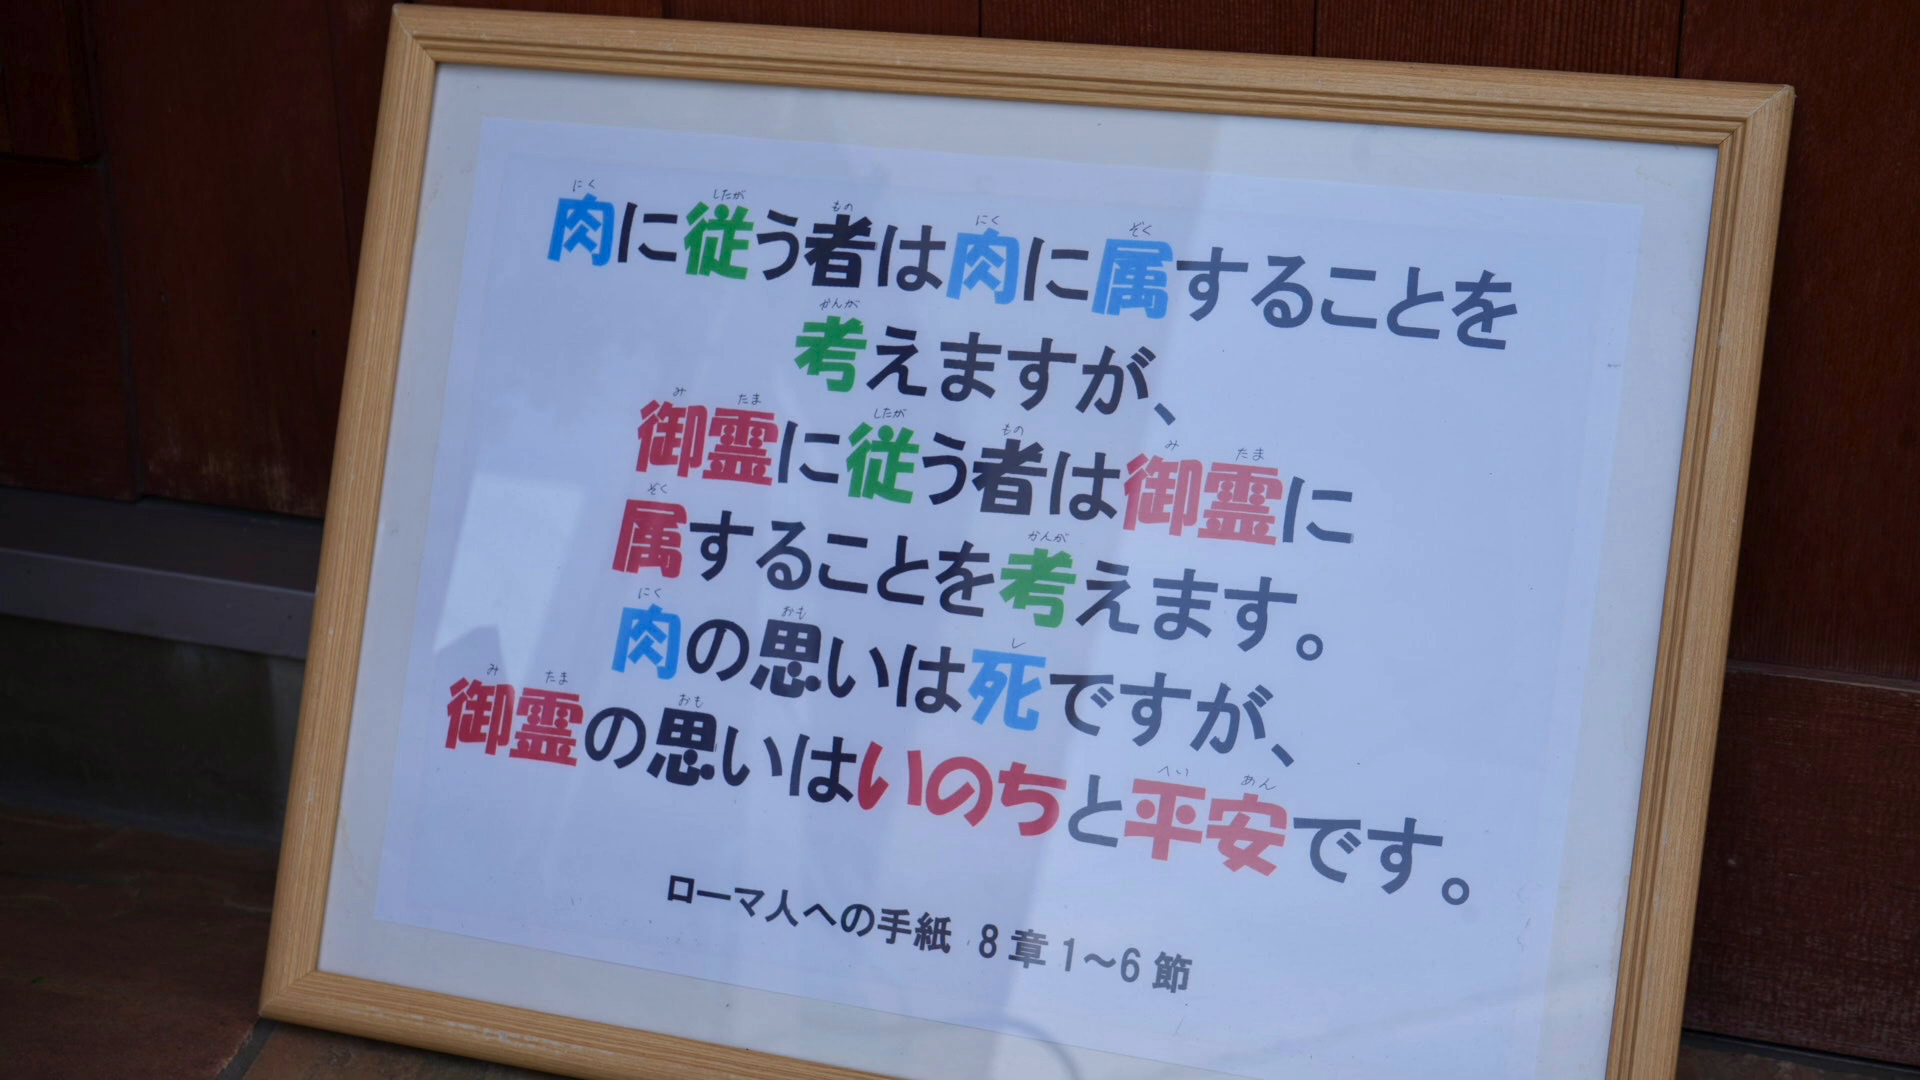 肉に従う者は肉に属することを
考えますが、
御霊に従う者は御霊に
属することを考えます。
肉の思いは死ですが、
御霊の思いはいのちと平安です。
ローマ人への手紙 8章1～6節